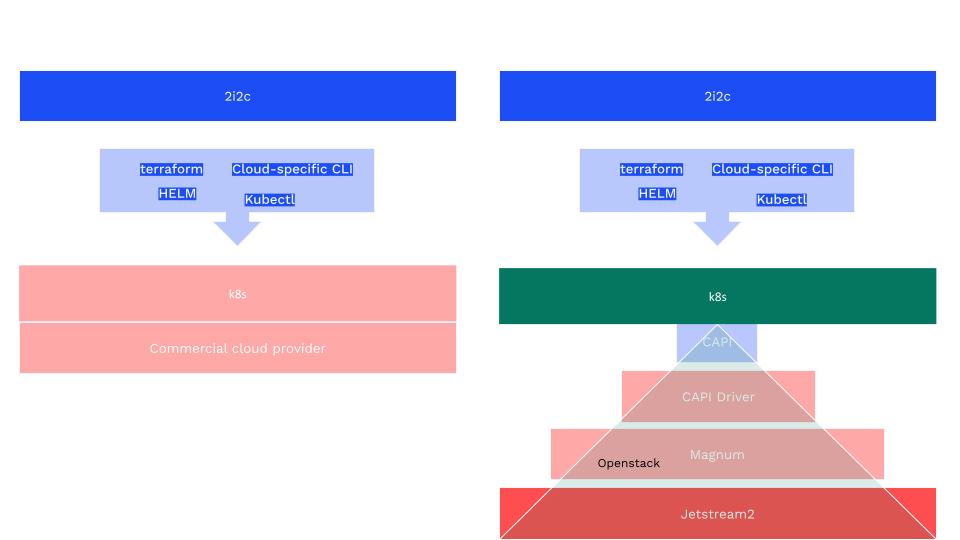 2i2c
terraform
Cloud-specific CLI
HELM
Kubectl
k8s
Commercial cloud provider
2i2c
terraform
Cloud-specific CLI
HELM
Kubectl
k8s
CAPI
CAPI Driver
Magnum
Openstack
Jetstream2